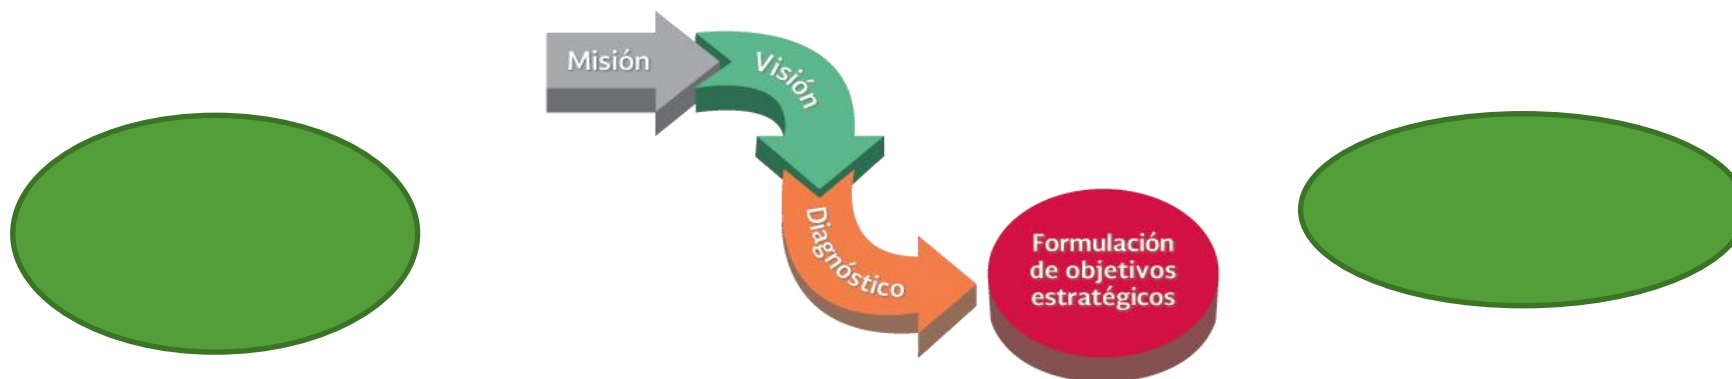 Misión
Visión
Diagnóstico
Formulación
de objetivos
estratégicos